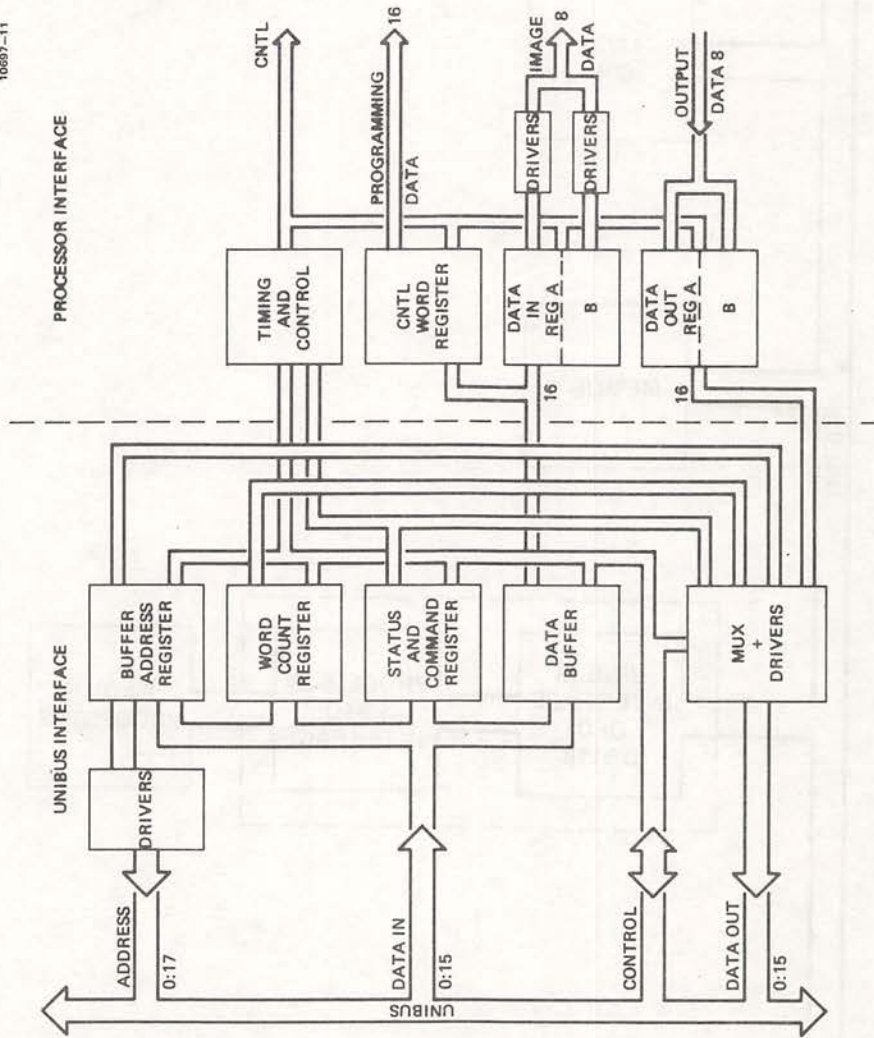 10697-11
PROCESSOR INTERFACE
CNTL
16
PROGRAMMING
DATA
IMAGE
8
DATA
OUTPUT
DATA 8
DRIVERS
DRIVERS
TIMING
AND
CONTROL
CNTL
WORD
REGISTER
DATA
IN
REG A
B
DATA
OUT
REG A
B
16
16
UNIBUS INTERFACE
BUFFER
ADDRESS
REGISTER
WORD
COUNT
REGISTER
STATUS
AND
COMMAND
REGISTER
DATA
BUFFER
MUX
+
DRIVERS
DRIVERS
ADDRESS
0:17
DATA IN
0:15
CONTROL
DATA OUT
0:15
UNIBUS